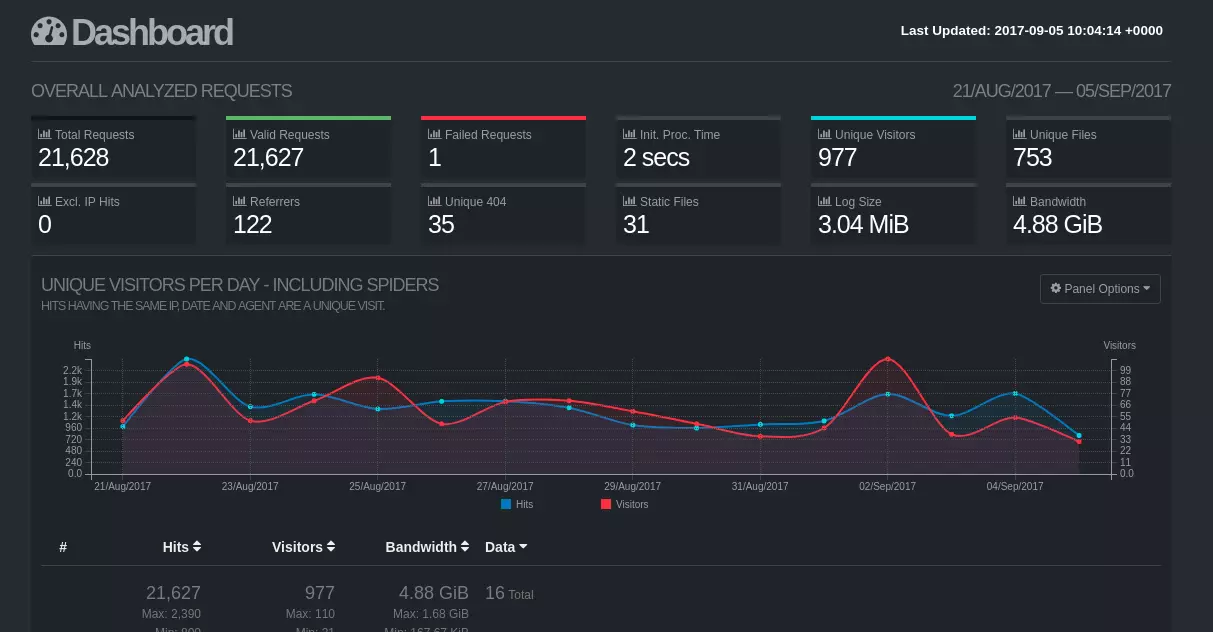 Dashboard
Last Updated: 2017-09-05 10:04:14 +0000
OVERALL ANALYZED REQUESTS
21/AUG/2017 — 05/SEP/2017
Total Requests
21,628
Valid Requests
21,627
Failed Requests
1
Init. Proc. Time
2 secs
Unique Visitors
977
Unique Files
753
Excl. IP Hits
0
Referrers
122
Unique 404
35
Static Files
31
Log Size
3.04 MiB
Bandwidth
4.88 GiB
UNIQUE VISITORS PER DAY - INCLUDING SPIDERS
HITS HAVING THE SAME IP, DATE AND AGENT ARE A UNIQUE VISIT.
Panel Options
Hits
Visitors
2.2k
1.9k
1.7k
1.4k
1.2k
960
720
480
240
0.0
99
88
77
66
55
44
33
22
11
0.0
21/Aug/2017 23/Aug/2017 25/Aug/2017 27/Aug/2017 29/Aug/2017 31/Aug/2017 02/Sep/2017 04/Sep/2017
Hits Visitors
# Hits Visitors Bandwidth Data
21,627 977 4.88 GiB 16 Total
Max: 2,390 Max: 110 Max: 1.68 GiB